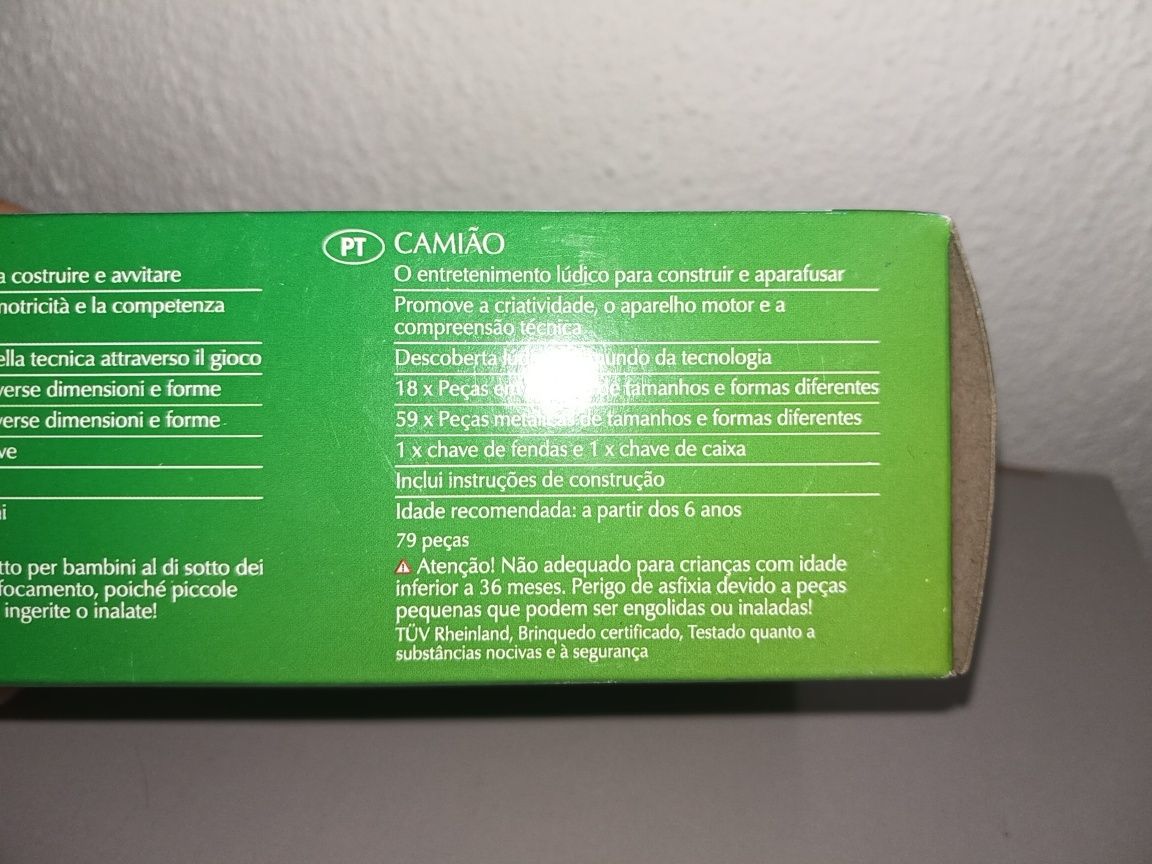 a costruire e avvitare
notricità e la competenza
ella tecnica attraverso il gioco
verse dimensioni e forme
verse dimensioni e forme
ve
i
tto per bambini al di sotto dei
focamento, poiché piccole
ingerite o inalate!
PT CAMIÃO
O entretenimento lúdico para construir e aparafusar
Promove a criatividade, o aparelho motor e a
compreensão técnica
Descoberta mundo da tecnologia
18 x Peças de tamanhos e formas diferentes
59 x Peças metálicas de tamanhos e formas diferentes
1 x chave de fendas e 1 x chave de caixa
Inclui instruções de construção
Idade recomendada: a partir dos 6 anos
79 peças
Atenção! Não adequado para crianças com idade
inferior a 36 meses. Perigo de asfixia devido a peças
pequenas que podem ser engolidas ou inaladas!
TÜV Rheinland, Brinquedo certificado, Testado quanto a
substâncias nocivas e à segurança